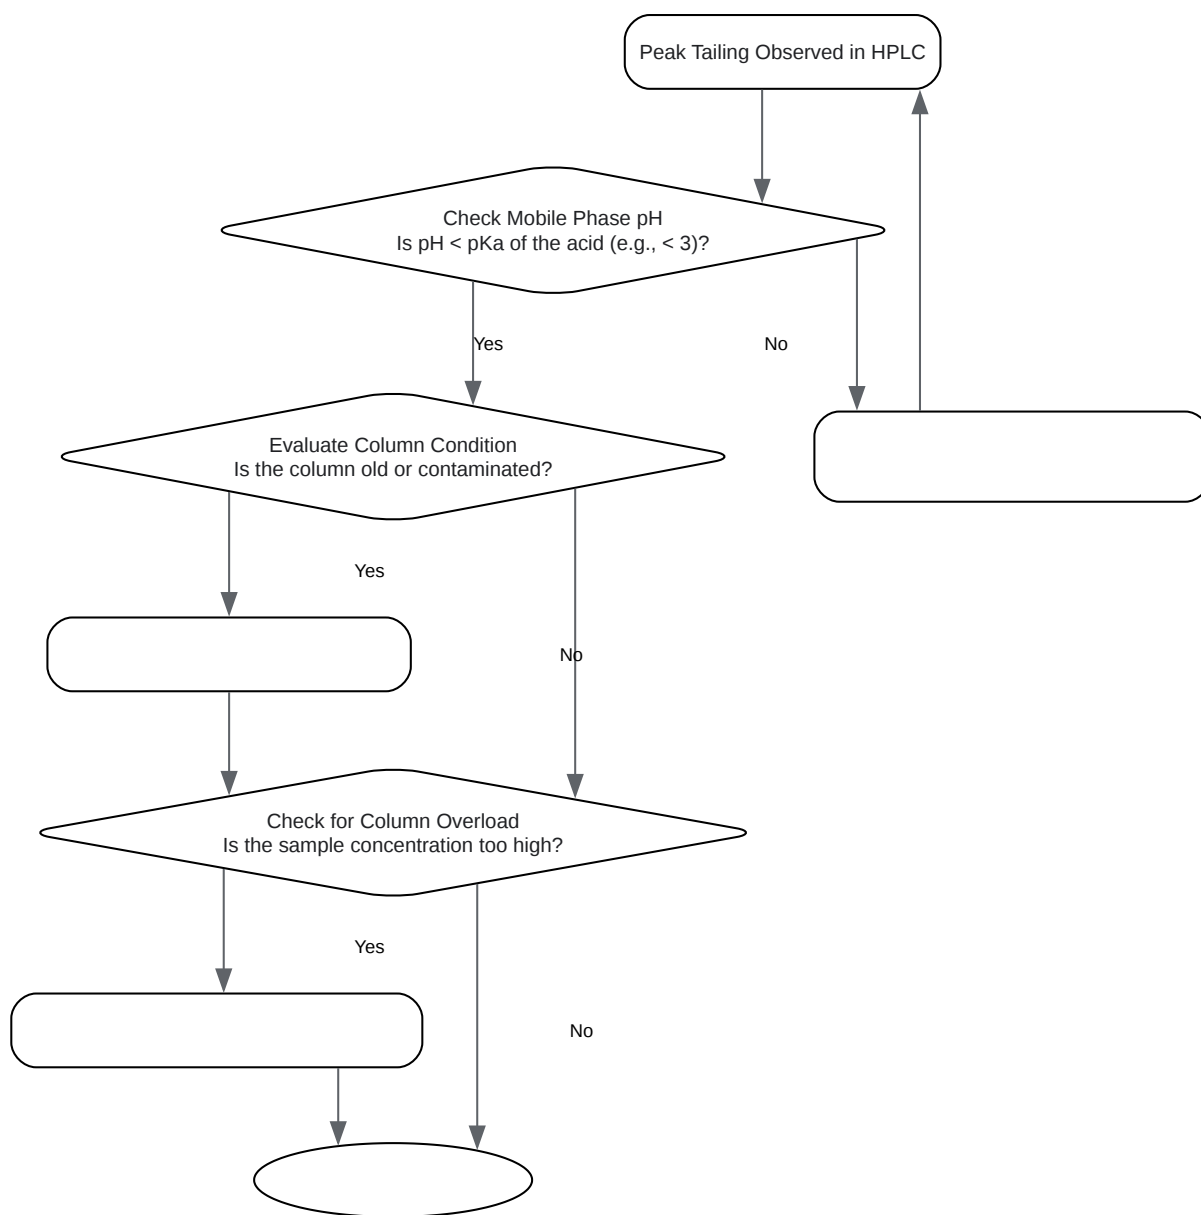 Peak Tailing Observed in HPLC
Check Mobile Phase pH
Is pH < pKa of the acid (e.g., < 3)?
Yes
No
Evaluate Column Condition
Is the column old or contaminated?
Yes
No
Check for Column Overload
Is the sample concentration too high?
Yes
No